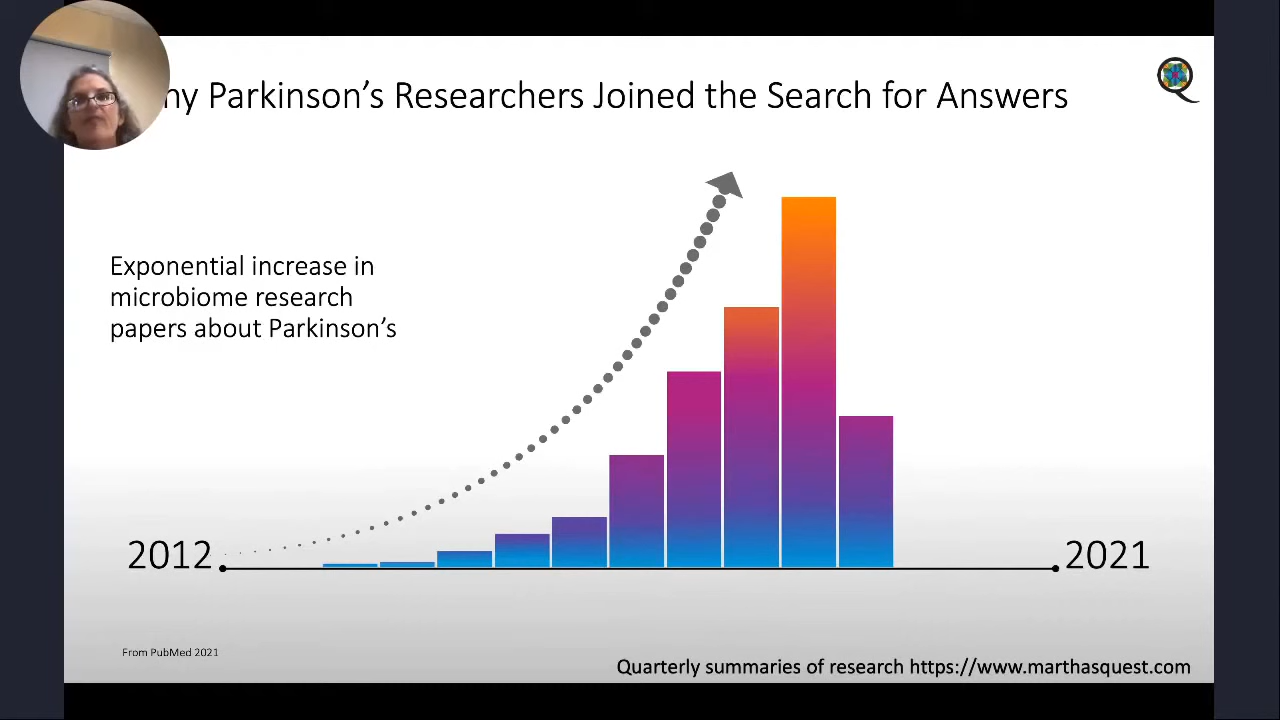 Parkinson's Researchers Joined the Search for Answers
Exponential increase in
microbiome research
papers about Parkinson's
2012
2021
From PubMed 2021
Quarterly summaries of research https://www.marthasquest.com